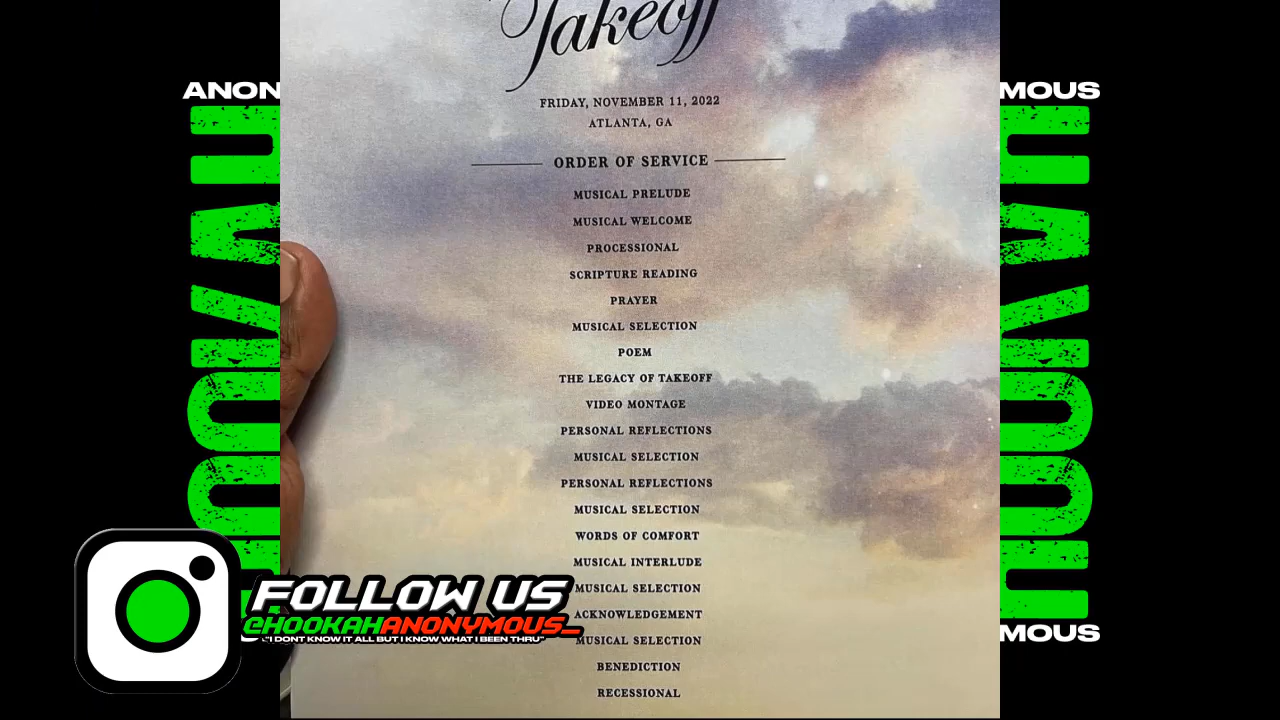 Takeoff
FRIDAY, NOVEMBER 11, 2022
ATLANTA, GA
ORDER OF SERVICE
MUSICAL PRELUDE
MUSICAL WELCOME
PROCESSIONAL
SCRIPTURE READING
PRAYER
MUSICAL SELECTION
POEM
THE LEGACY OF TAKEOFF
VIDEO MONTAGE
PERSONAL REFLECTIONS
MUSICAL SELECTION
PERSONAL REFLECTIONS
MUSICAL SELECTION
WORDS OF COMFORT
MUSICAL INTERLUDE
MUSICAL SELECTION
ACKNOWLEDGEMENT
MUSICAL SELECTION
BENEDICTION
RECESSIONAL
ANON
MOUS
MOUS
FOLLOW US
@HOOKAHANONYMOUS_
"I DONT KNOW IT ALL BUT I KNOW WHAT I BEEN THRU"